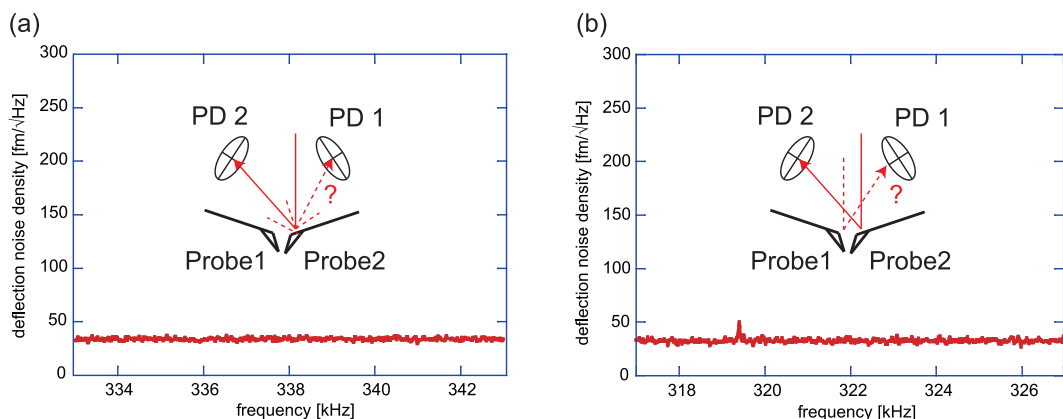 (a)
300
250
200
150
100
50
0
deflection noise density [fm/√Hz]
PD 2
PD 1
?
Probe1
Probe2
334
336
338
340
342
frequency [kHz]
(b)
300
250
200
150
100
50
0
deflection noise density [fm/√Hz]
PD 2
PD 1
?
Probe1
Probe2
318
320
322
324
326
frequency [kHz]